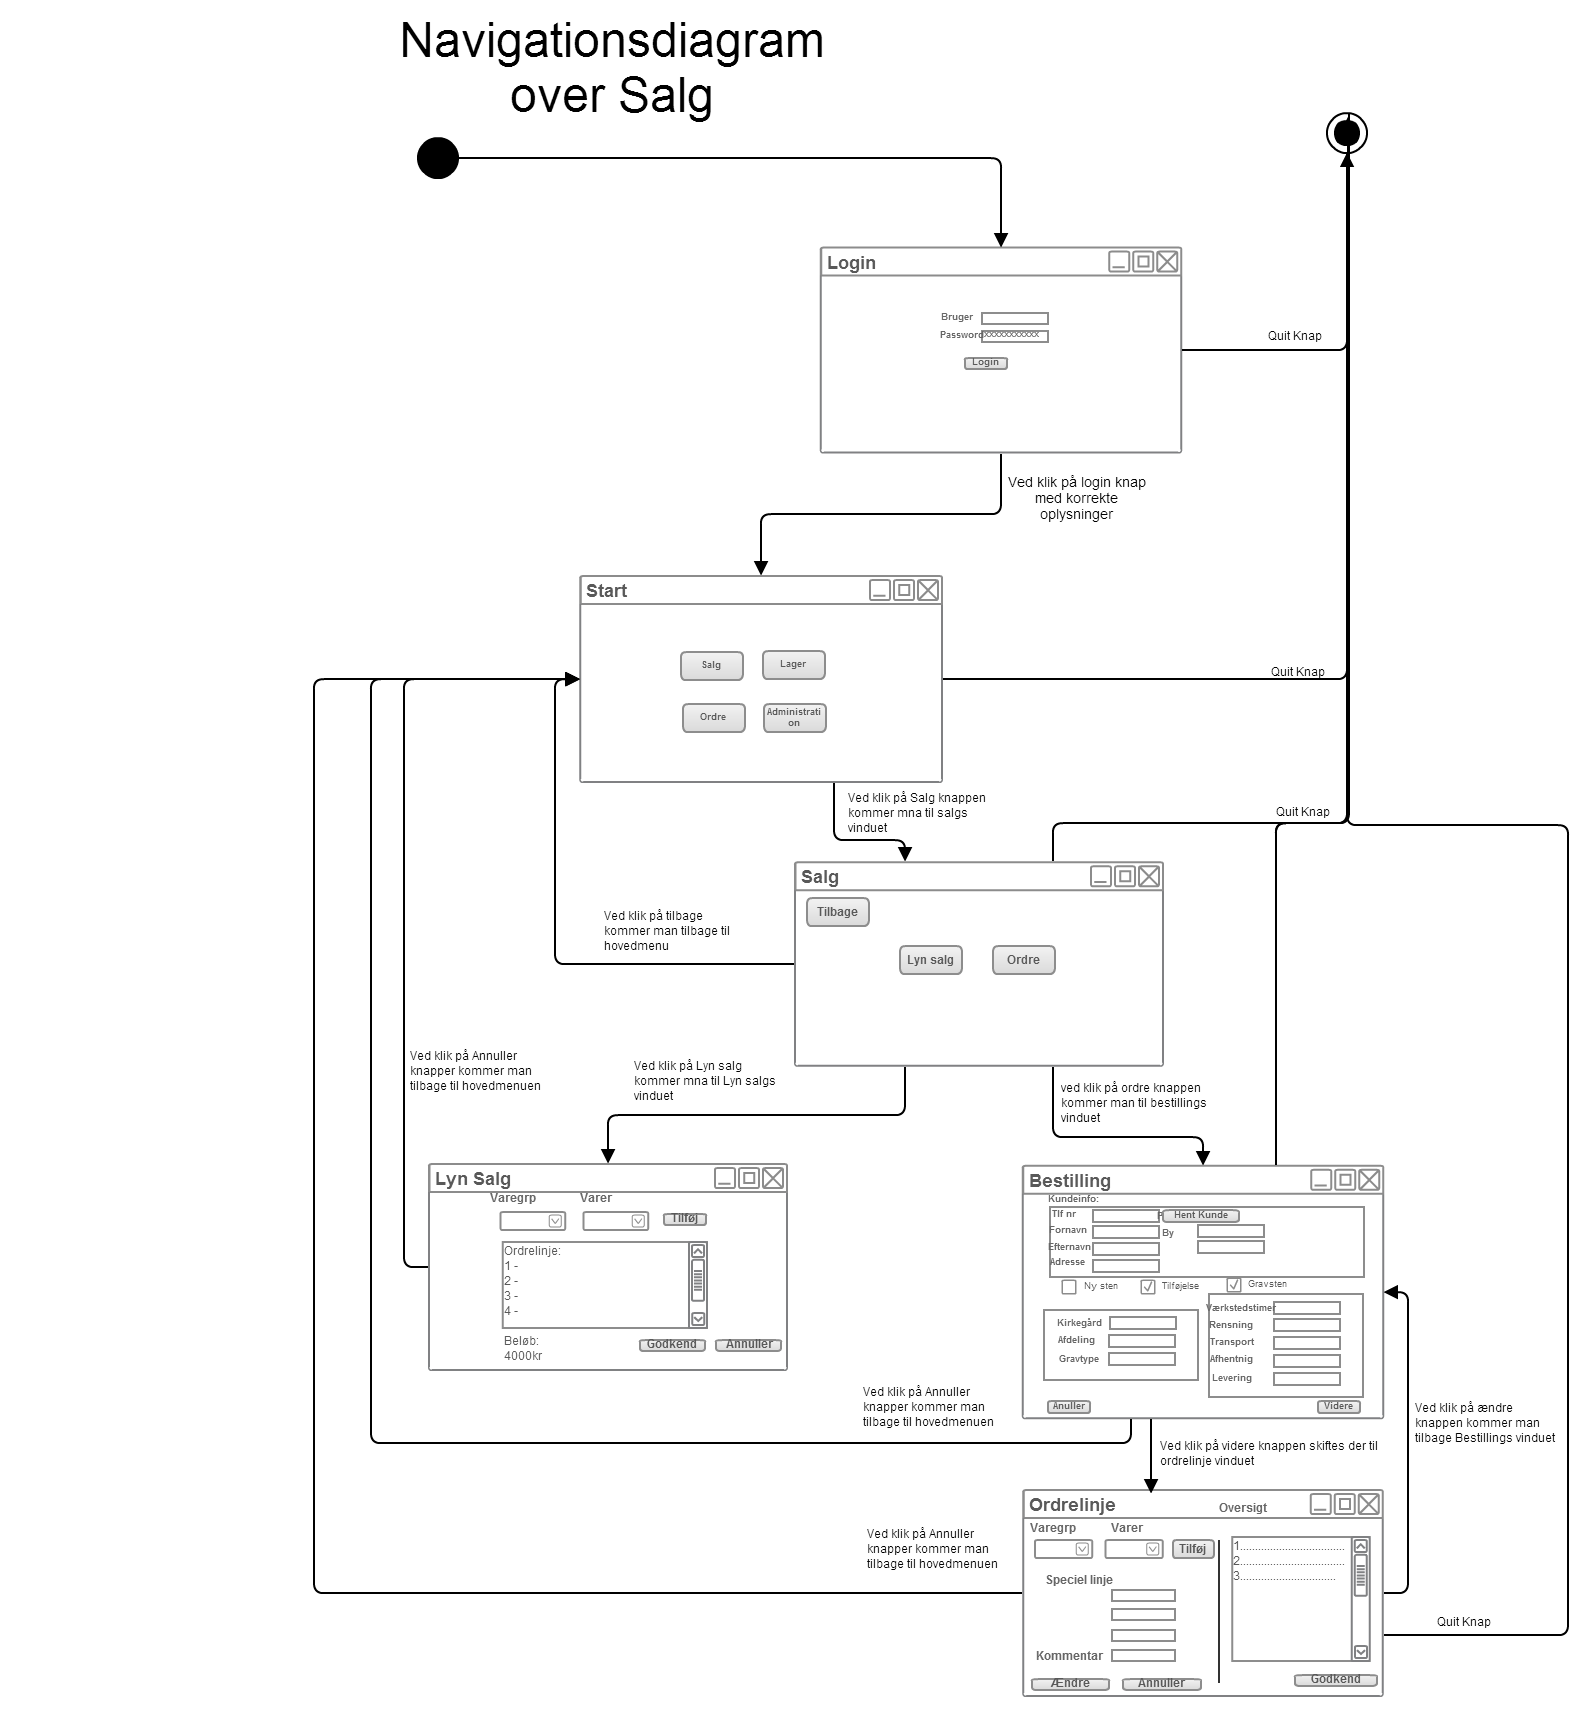 Navigationsdiagram
over Salg
Login
Bruger
Password
xxxxxxxxxxxx
Login
Quit Knap
Ved klik på login knap
med korrekte
oplysninger
Start
Salg
Lager
Ordre
Administrati
on
Quit Knap
Ved klik på Salg knappen
kommer mna til salgs
vinduet
Quit Knap
Salg
Tilbage
Lyn salg
Ordre
Ved klik på tilbage
kommer man tilbage til
hovedmenu
Ved klik på Annuller
knapper kommer man
tilbage til hovedmenuen
Ved klik på Lyn salg
kommer mna til Lyn salgs
vinduet
ved klik på ordre knappen
kommer man til bestillings
vinduet
Lyn Salg
Varegrp
Varer
Tilføj
Ordrelinje:
1 -
2 -
3 -
4 -
Beløb:
4000kr
Godkend
Annuller
Bestilling
Kundeinfo:
Tlf nr
Hent Kunde
Fornavn
By
Efternavn
Adresse
Ny sten
Tilføjelse
Gravsten
Kirkegård
Afdeling
Gravtype
Værkstedstimer
Rensning
Transport
Afhentnig
Levering
Anuller
Videre
Ved klik på Annuller
knapper kommer man
tilbage til hovedmenuen
Ved klik på ændre
knappen kommer man
tilbage Bestillings vinduet
Ved klik på videre knappen skiftes der til
ordrelinje vinduet
Ordrelinje
Oversigt
Varegrp
Varer
Tilføj
1...................................
2...................................
3................................
Speciel linje
Kommentar
Ændre
Annuller
Godkend
Ved klik på Annuller
knapper kommer man
tilbage til hovedmenuen
Quit Knap